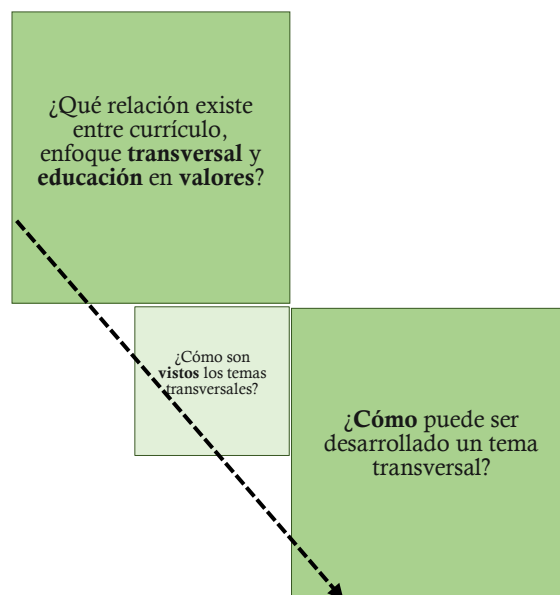 ¿Qué relación existe
entre currículo,
enfoque transversal y
educación en valores?
¿Cómo son
vistos los temas
transversales?
¿Cómo puede ser
desarrollado un tema
transversal?